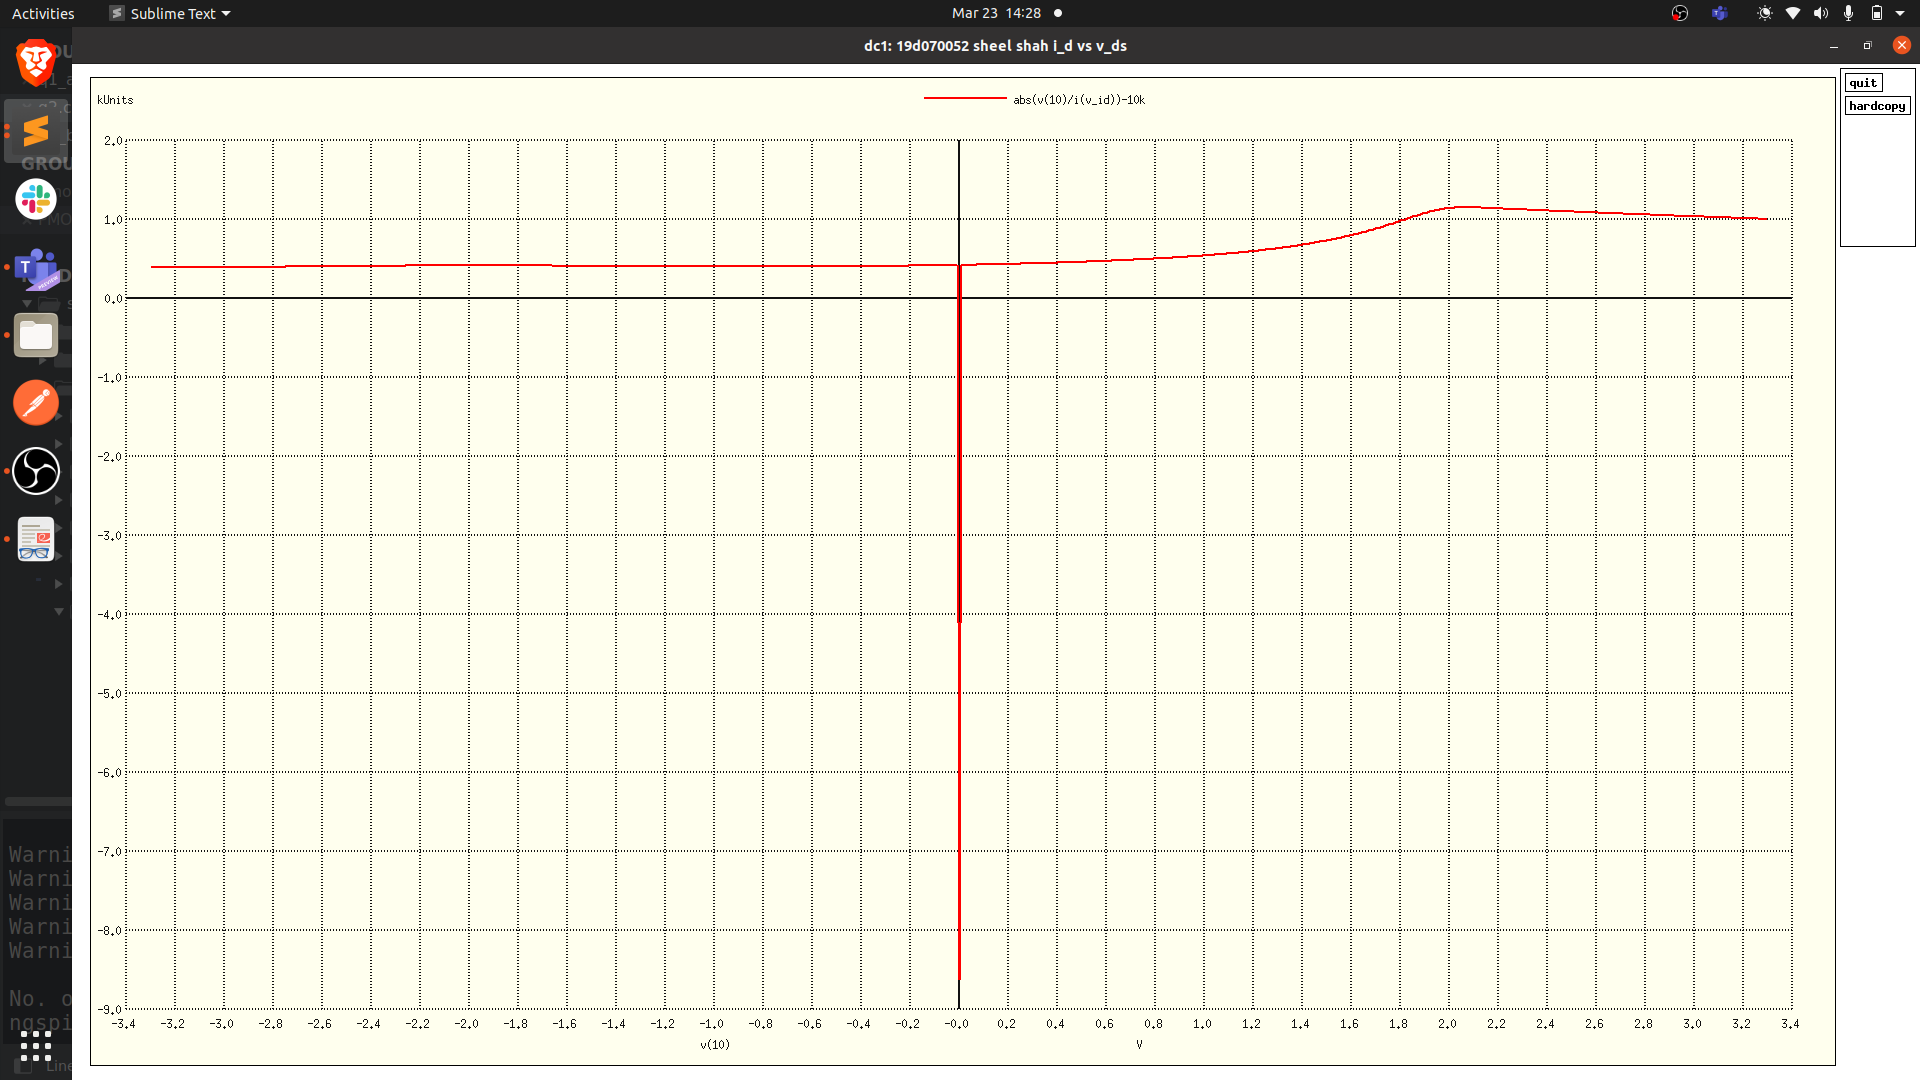 Activities
Sublime Text
Mar 23 14:28
dc1: 19d070052 sheel shah i_d vs v_ds
quit
hardcopy
kUnits
abs(v(10)/i(v_id))-10k
2.0
1.0
0.0
-1.0
-2.0
-3.0
-4.0
-5.0
-6.0
-7.0
-8.0
-9.0
-3.4 -3.2 -3.0 -2.8 -2.6 -2.4 -2.2 -2.0 -1.8 -1.6 -1.4 -1.2 -1.0 -0.8 -0.6 -0.4 -0.2 -0.0 0.2 0.4 0.6 0.8 1.0 1.2 1.4 1.6 1.8 2.0 2.2 2.4 2.6 2.8 3.0 3.2 3.4
v(10) V
GROU
Warni
Warni
Warni
Warni
Warni
No. o
ngspi
Line